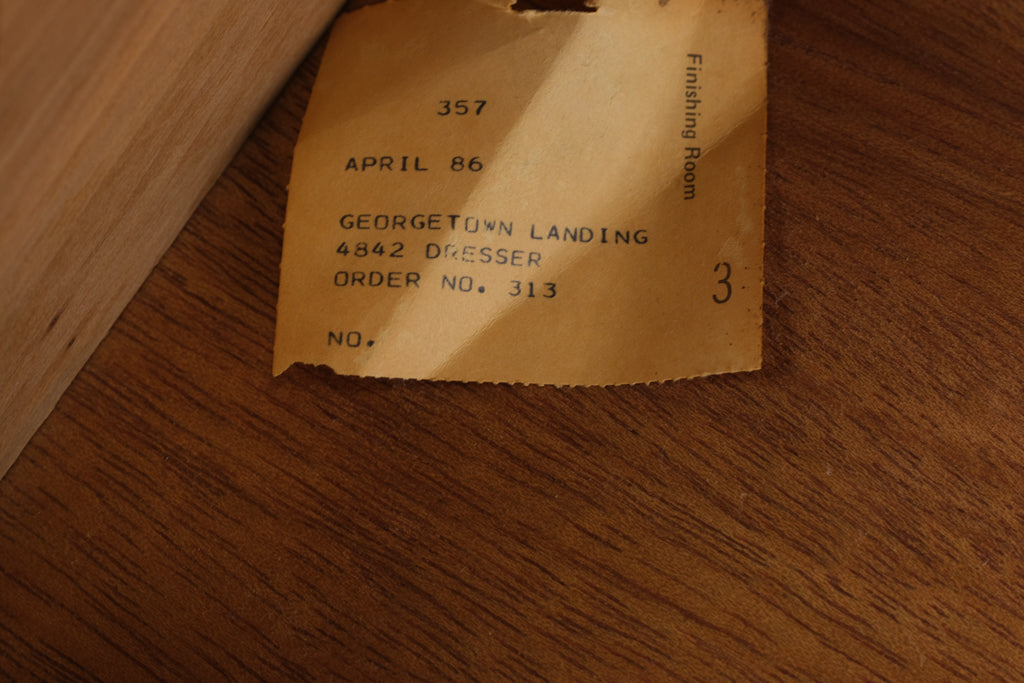 357
APRIL 86
GEORGETOWN LANDING
4842 DRESSER
ORDER NO. 313
NO.
Finishing Room
3